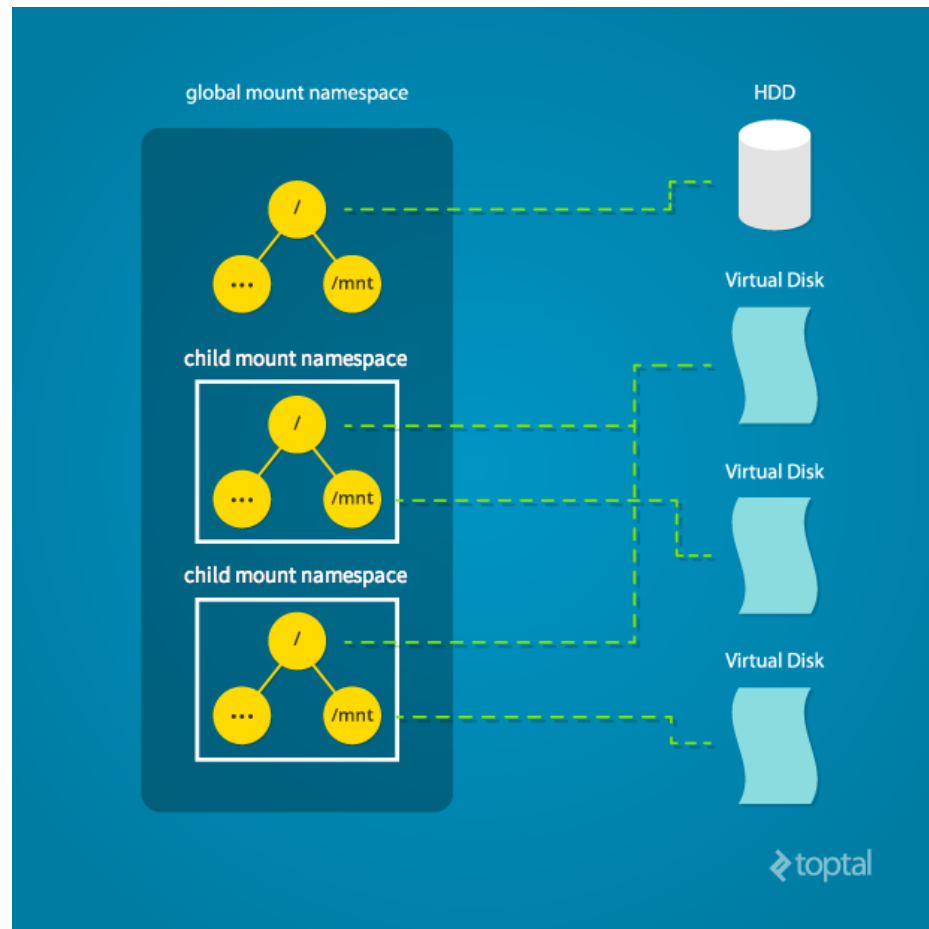 global mount namespace
HDD
/
...
/mnt
Virtual Disk
child mount namespace
/
...
/mnt
Virtual Disk
child mount namespace
/
...
/mnt
Virtual Disk
toptal